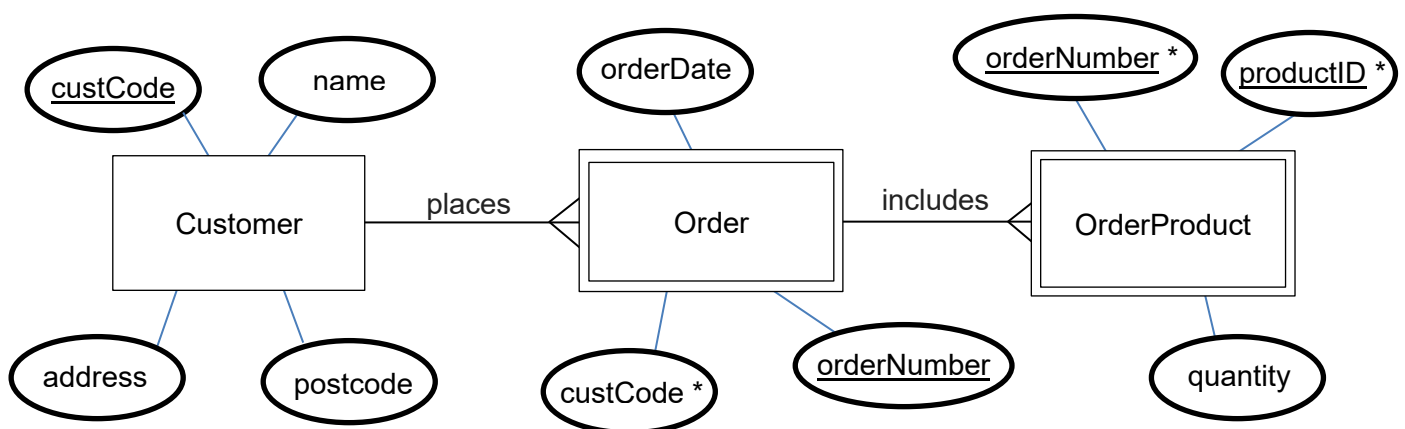 custCode
name
orderDate
orderNumber *
productID *
Customer
places
Order
includes
OrderProduct
address
postcode
custCode *
orderNumber
quantity